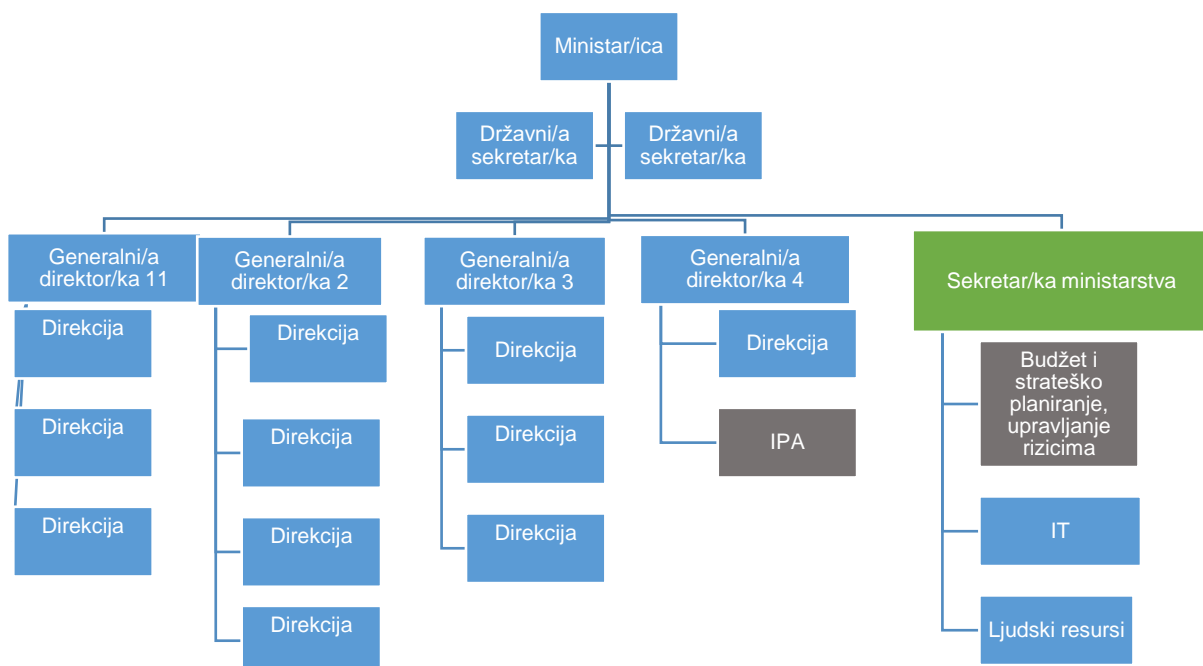 Ministar/ica
Državni/a
sekretar/ka
Državni/a
sekretar/ka
Generalni/a
direktor/ka 11
Direkcija
Direkcija
Direkcija
Generalni/a
direktor/ka 2
Direkcija
Direkcija
Direkcija
Direkcija
Generalni/a
direktor/ka 3
Direkcija
Direkcija
Direkcija
Generalni/a
direktor/ka 4
Direkcija
IPA
Sekretar/ka ministarstva
Budžet i
strateško
planiranje,
upravljanje
rizicima
IT
Ljudski resursi